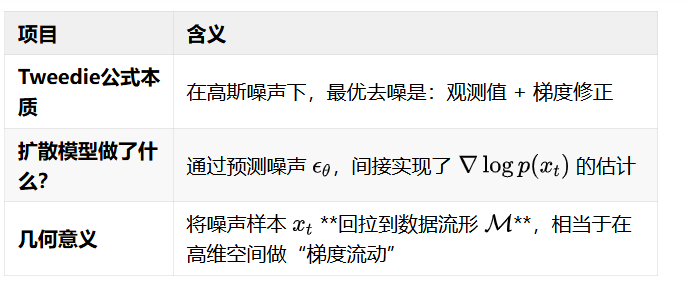 项目 含义
Tweedie公式本质 在高斯噪声下，最优去噪是：观测值 + 梯度修正
扩散模型做了什么？ 通过预测噪声 ϵ_θ，间接实现了 ∇ log p(x_t) 的估计
几何意义 将噪声样本 x_t **回拉到数据流形 ℳ**，相当于在
高维空间做“梯度流动”